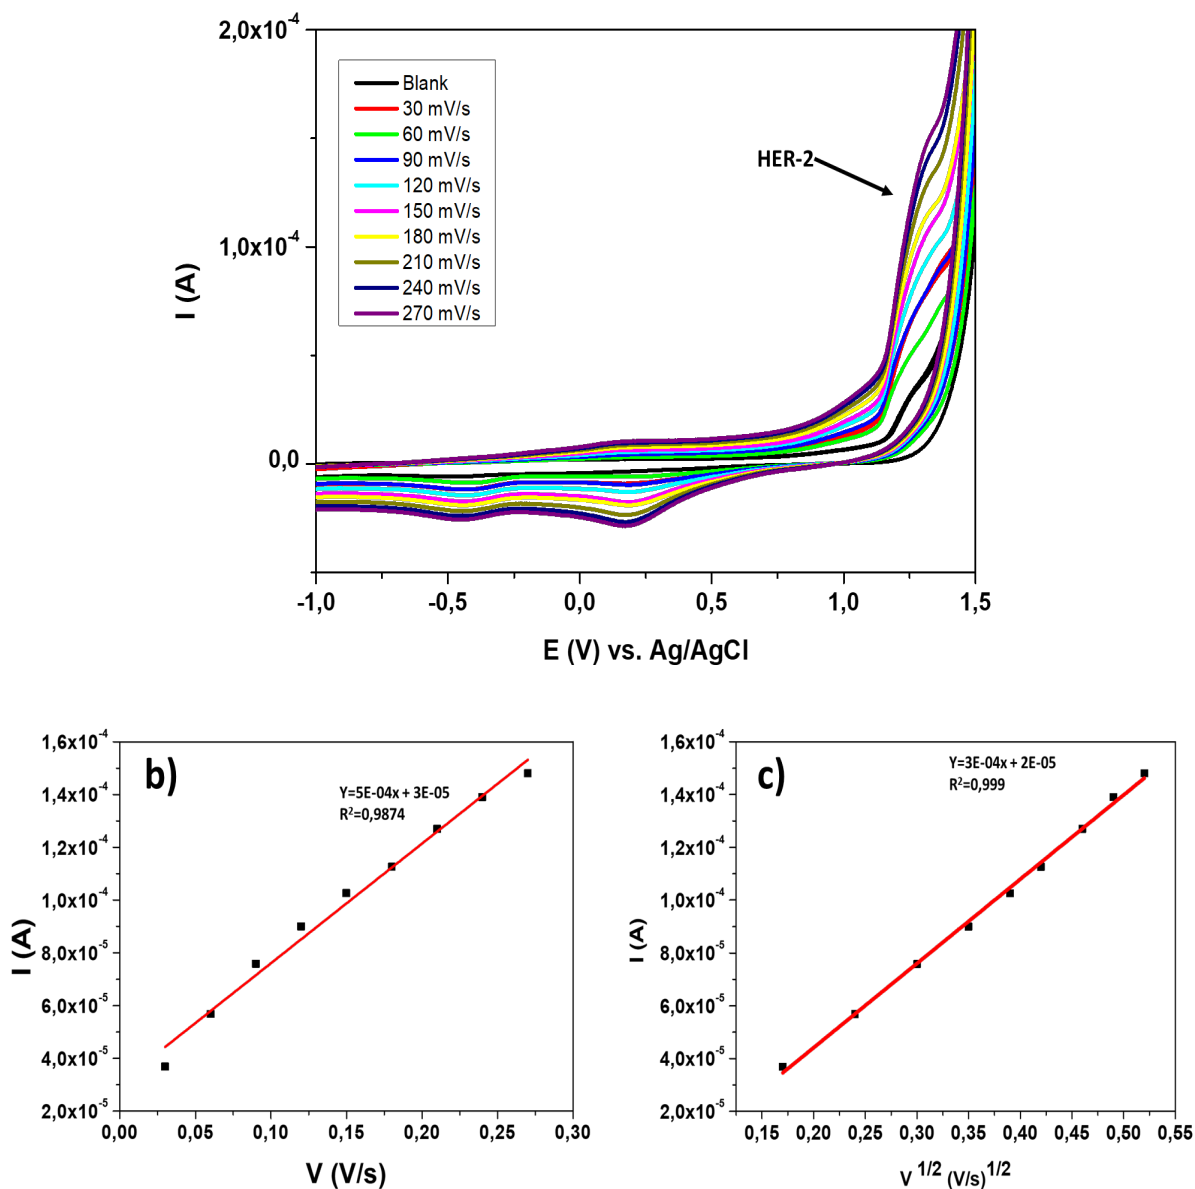 2,0x10⁻⁴
Blank
30 mV/s
60 mV/s
90 mV/s
120 mV/s
150 mV/s
180 mV/s
210 mV/s
240 mV/s
270 mV/s
HER-2
1,0x10⁻⁴
I (A)
0,0
-1,0 -0,5 0,0 0,5 1,0 1,5
E (V) vs. Ag/AgCl
b)
Y=5E-04x + 3E-05
R²=0,9874
1,6x10⁻⁴
1,4x10⁻⁴
1,2x10⁻⁴
1,0x10⁻⁴
8,0x10⁻⁵
6,0x10⁻⁵
4,0x10⁻⁵
2,0x10⁻⁵
I (A)
0,00 0,05 0,10 0,15 0,20 0,25 0,30
V (V/s)
c)
Y=3E-04x + 2E-05
R²=0,999
1,6x10⁻⁴
1,4x10⁻⁴
1,2x10⁻⁴
1,0x10⁻⁴
8,0x10⁻⁵
6,0x10⁻⁵
4,0x10⁻⁵
2,0x10⁻⁵
I (A)
0,15 0,20 0,25 0,30 0,35 0,40 0,45 0,50 0,55
V ¹/² (V/s)¹/²